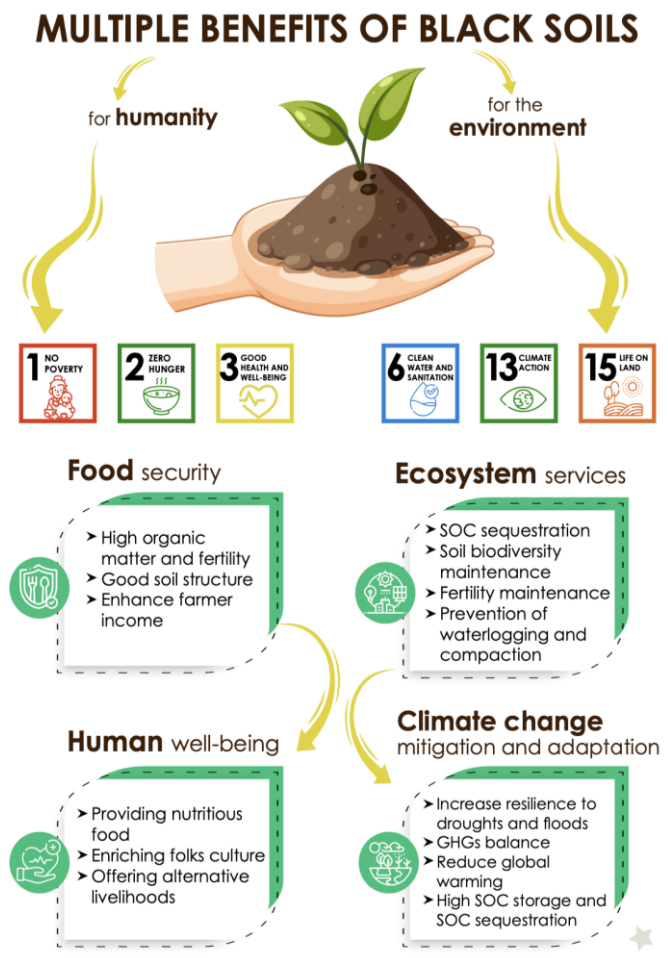 MULTIPLE BENEFITS OF BLACK SOILS
for humanity
for the
environment
1 NO
POVERTY
2 ZERO
HUNGER
3 GOOD
HEALTH AND
WELL-BEING
6 CLEAN
WATER AND
SANITATION
13 CLIMATE
ACTION
15 LIFE ON
LAND
Food security
➤ High organic
matter and fertility
➤ Good soil structure
➤ Enhance farmer
income
Ecosystem services
➤ SOC sequestration
➤ Soil biodiversity
maintenance
➤ Fertility maintenance
➤ Prevention of
waterlogging and
compaction
Human well-being
➤ Providing nutritious
food
➤ Enriching folks culture
➤ Offering alternative
livelihoods
Climate change
mitigation and adaptation
➤ Increase resilience to
droughts and floods
➤ GHGs balance
➤ Reduce global
warming
➤ High SOC storage and
SOC sequestration